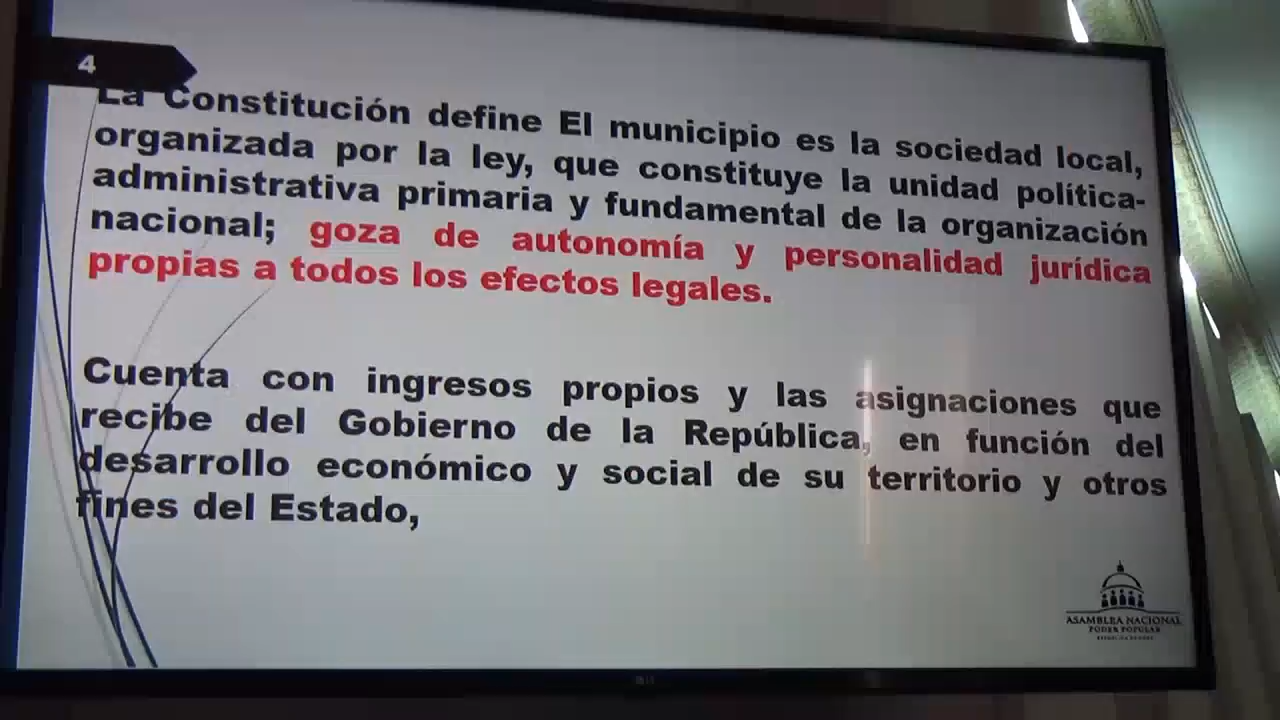 4
La Constitución define El municipio es la sociedad local,
organizada por la ley, que constituye la unidad política-
administrativa primaria y fundamental de la organización
nacional; goza de autonomía y personalidad jurídica
propias a todos los efectos legales.
Cuenta con ingresos propios y las asignaciones que
recibe del Gobierno de la República, en función del
desarrollo económico y social de su territorio y otros
fines del Estado,
ASAMBLEA NACIONAL
PODER POPULAR